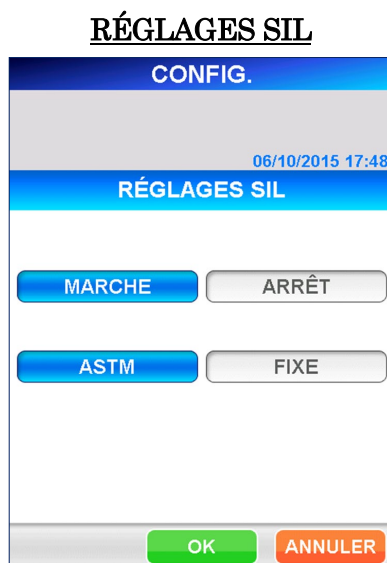 RÉGLAGES SIL
CONFIG.
06/10/2015 17:48
RÉGLAGES SIL
MARCHE ARRÊT
ASTM FIXE
OK ANNULER